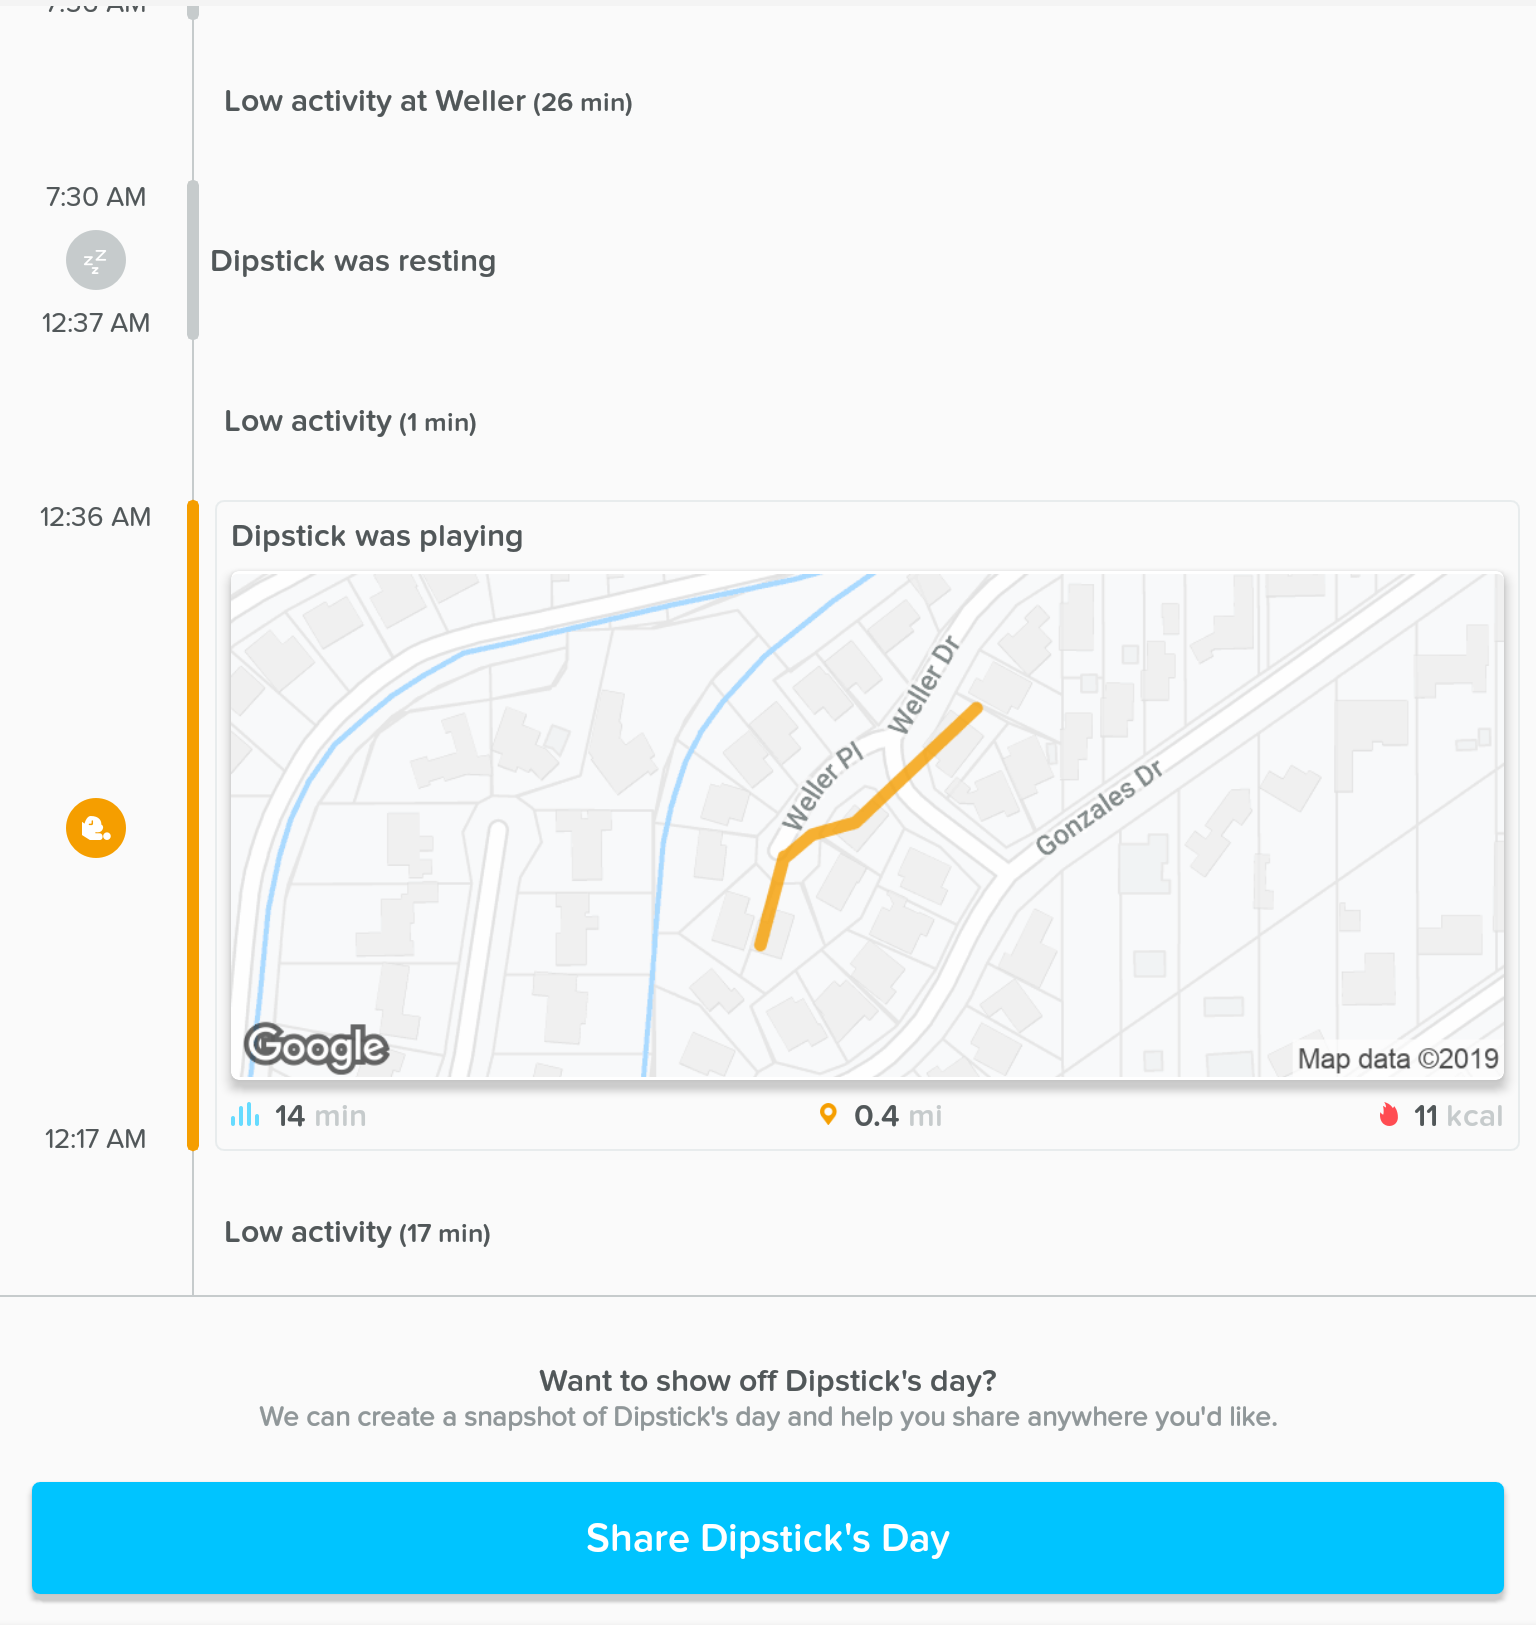 Low activity at Weller (26 min)
7:30 AM
Dipstick was resting
12:37 AM
Low activity (1 min)
12:36 AM
Dipstick was playing
Weller Dr
Weller Pl
Gonzales Dr
Google
Map data ©2019
14 min
0.4 mi
11 kcal
12:17 AM
Low activity (17 min)
Want to show off Dipstick's day?
We can create a snapshot of Dipstick's day and help you share anywhere you'd like.
Share Dipstick's Day